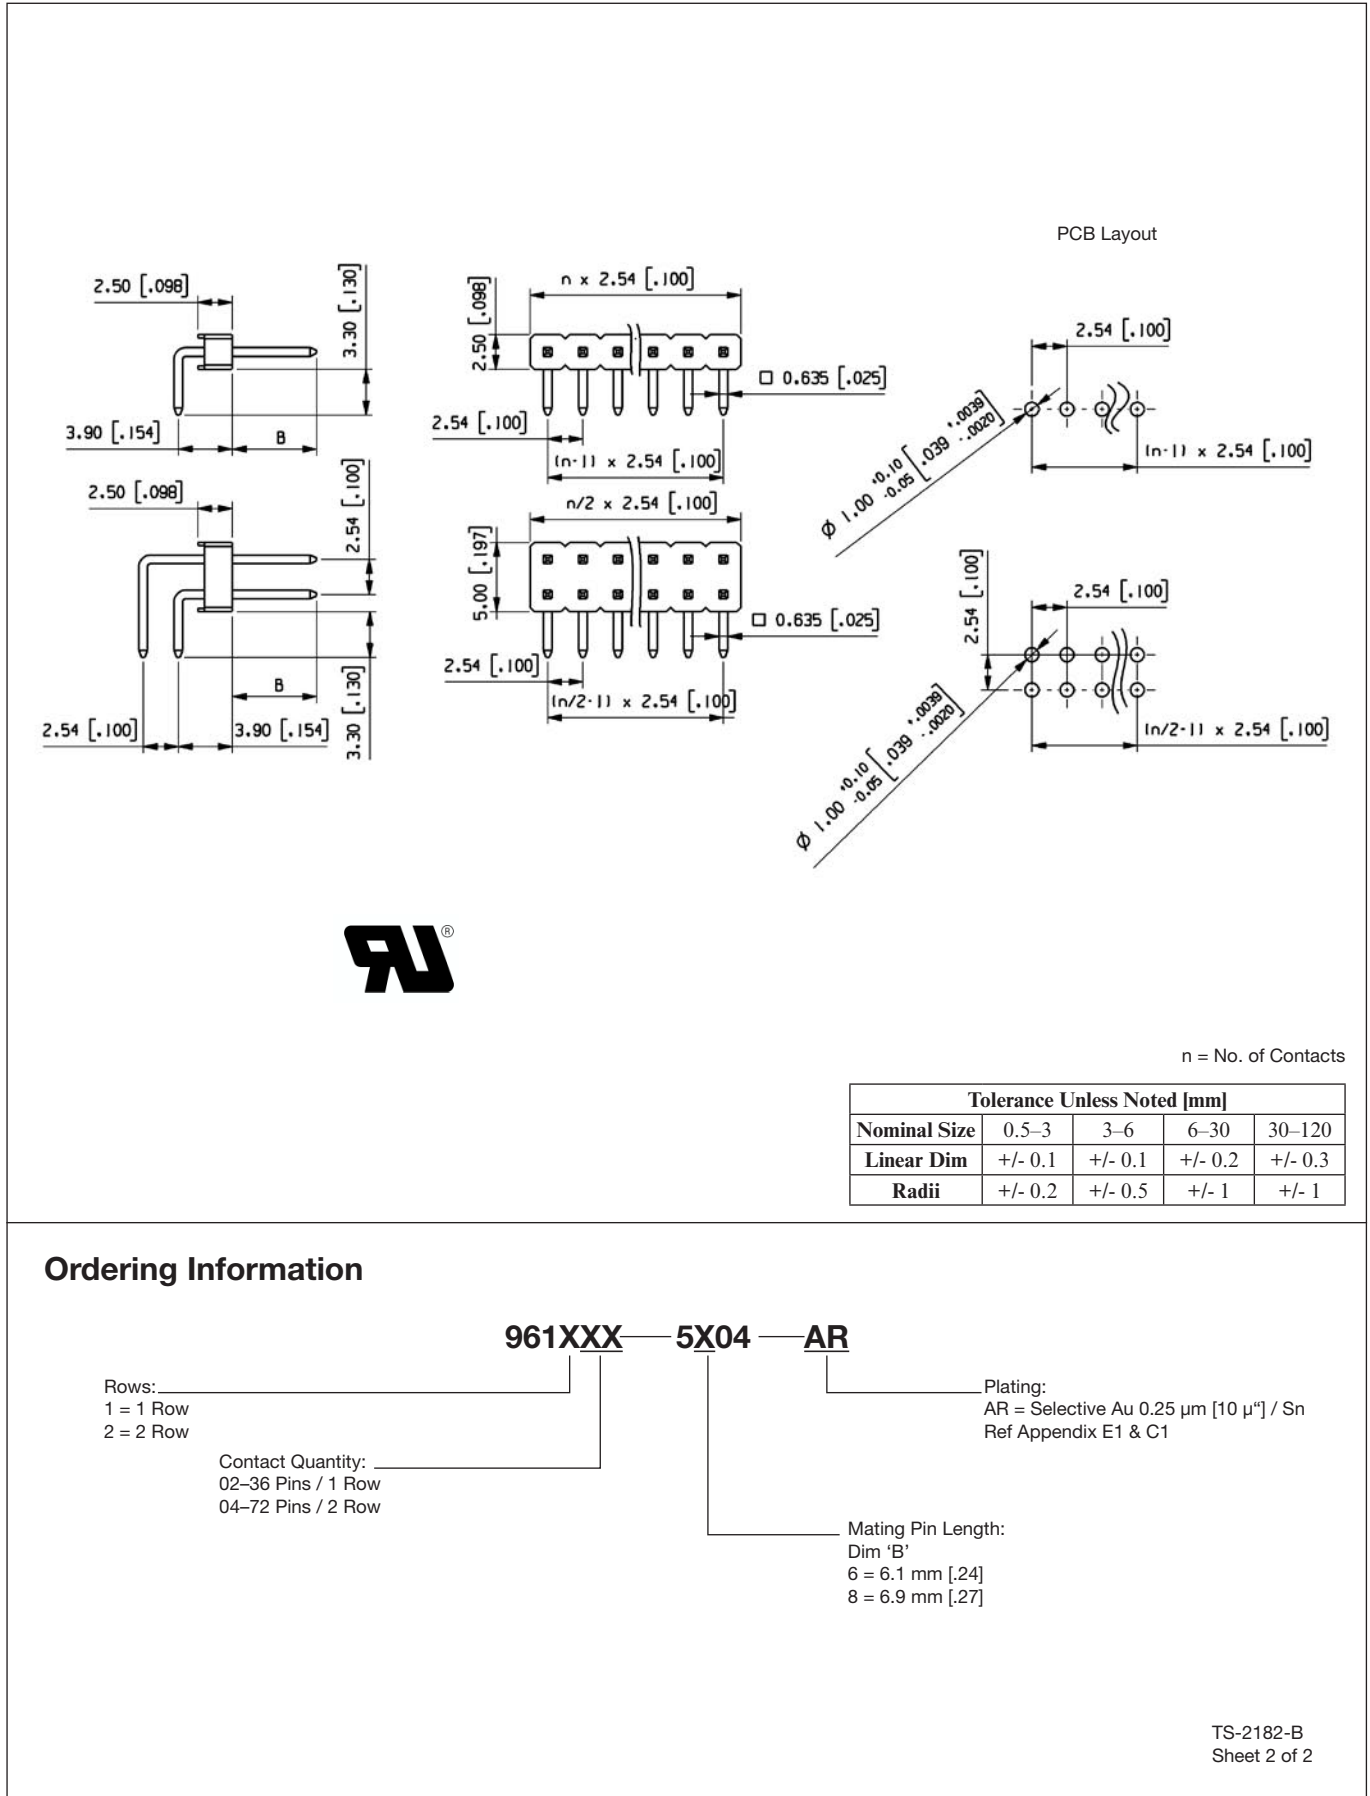 PCB Layout
2.50 [.098]
3.30 [.130]
3.90 [.154]
B
n x 2.54 [.100]
2.50 [.098]
□ 0.635 [.025]
2.54 [.100]
(n-1) x 2.54 [.100]
2.54 [.100]
Ø 1.00 +0.10 -0.05 [.039 +.0039 -.0020]
(n-1) x 2.54 [.100]
2.50 [.098]
2.54 [.100]
B
2.54 [.100]
3.90 [.154]
3.30 [.130]
n/2 x 2.54 [.100]
5.00 [.197]
□ 0.635 [.025]
2.54 [.100]
(n/2-1) x 2.54 [.100]
2.54 [.100]
2.54 [.100]
Ø 1.00 +0.10 -0.05 [.039 +.0039 -.0020]
(n/2-1) x 2.54 [.100]
®
n = No. of Contacts
Tolerance Unless Noted [mm]
Nominal Size 0.5–3 3–6 6–30 30–120
Linear Dim +/- 0.1 +/- 0.1 +/- 0.2 +/- 0.3
Radii +/- 0.2 +/- 0.5 +/- 1 +/- 1
Ordering Information
961XXX 5X04 AR
Rows:
1 = 1 Row
2 = 2 Row
Contact Quantity:
02–36 Pins / 1 Row
04–72 Pins / 2 Row
Plating:
AR = Selective Au 0.25 µm [10 µ“] / Sn
Ref Appendix E1 & C1
Mating Pin Length:
Dim ‘B’
6 = 6.1 mm [.24]
8 = 6.9 mm [.27]
TS-2182-B
Sheet 2 of 2